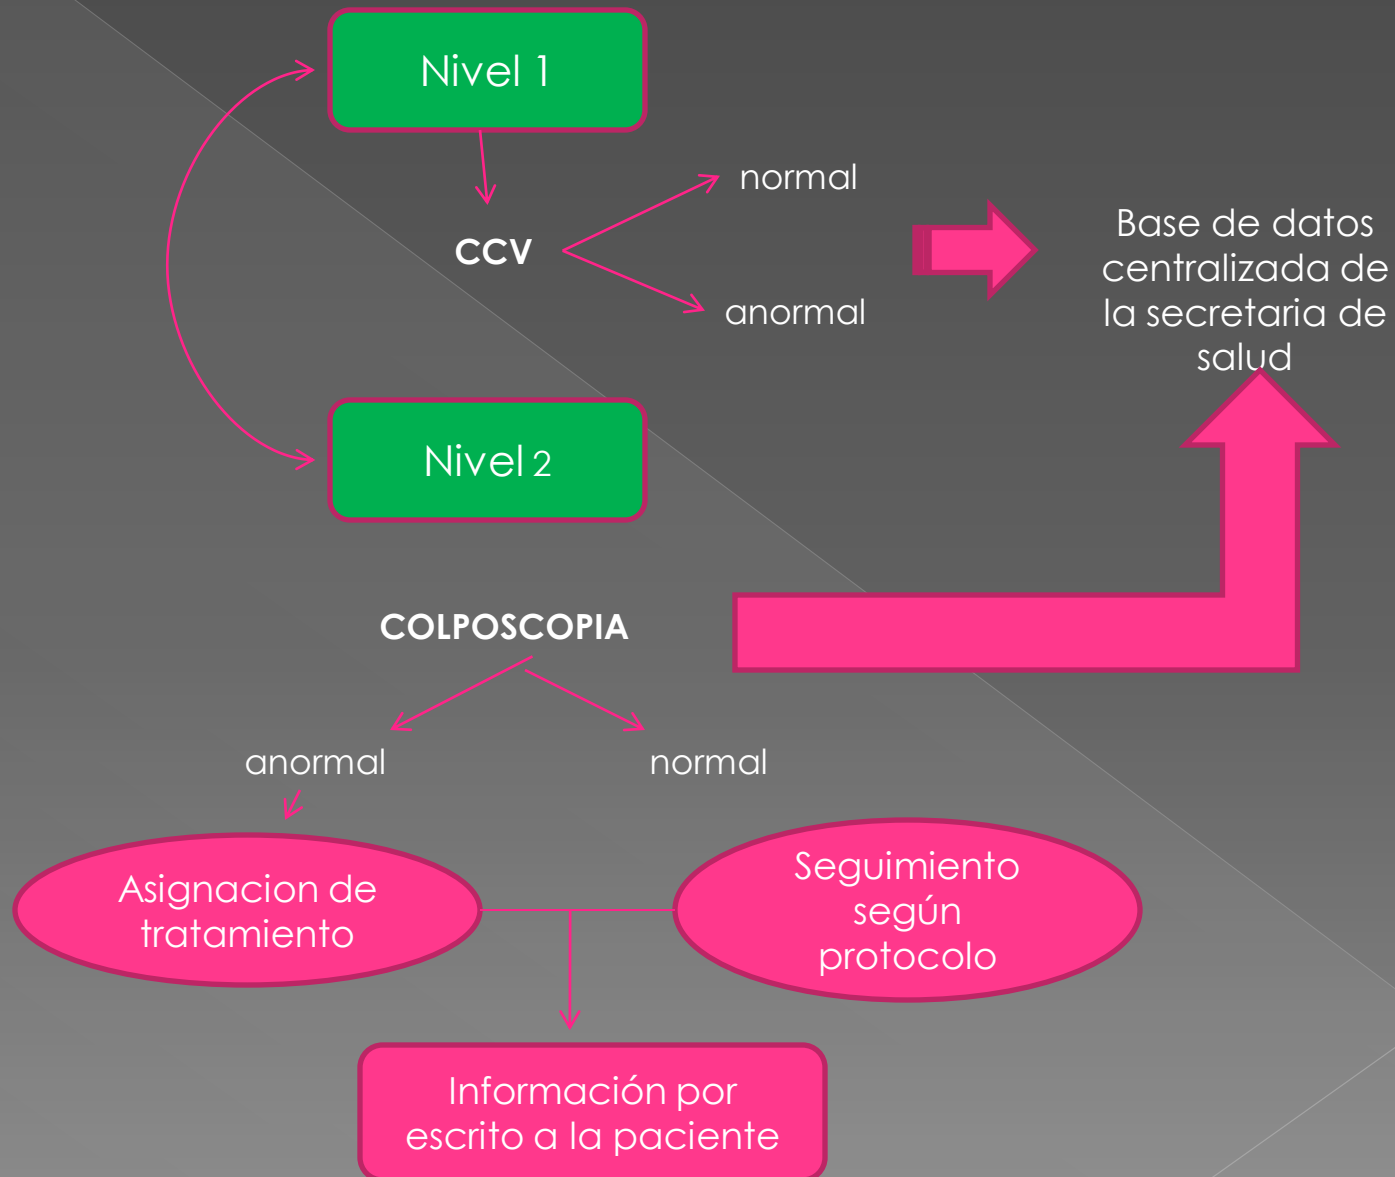 Nivel 1
normal
CCV
anormal
Base de datos
centralizada de
la secretaria de
salud
Nivel 2
COLPOSCOPIA
anormal
normal
Asignacion de
tratamiento
Seguimiento
según
protocolo
Información por
escrito a la paciente